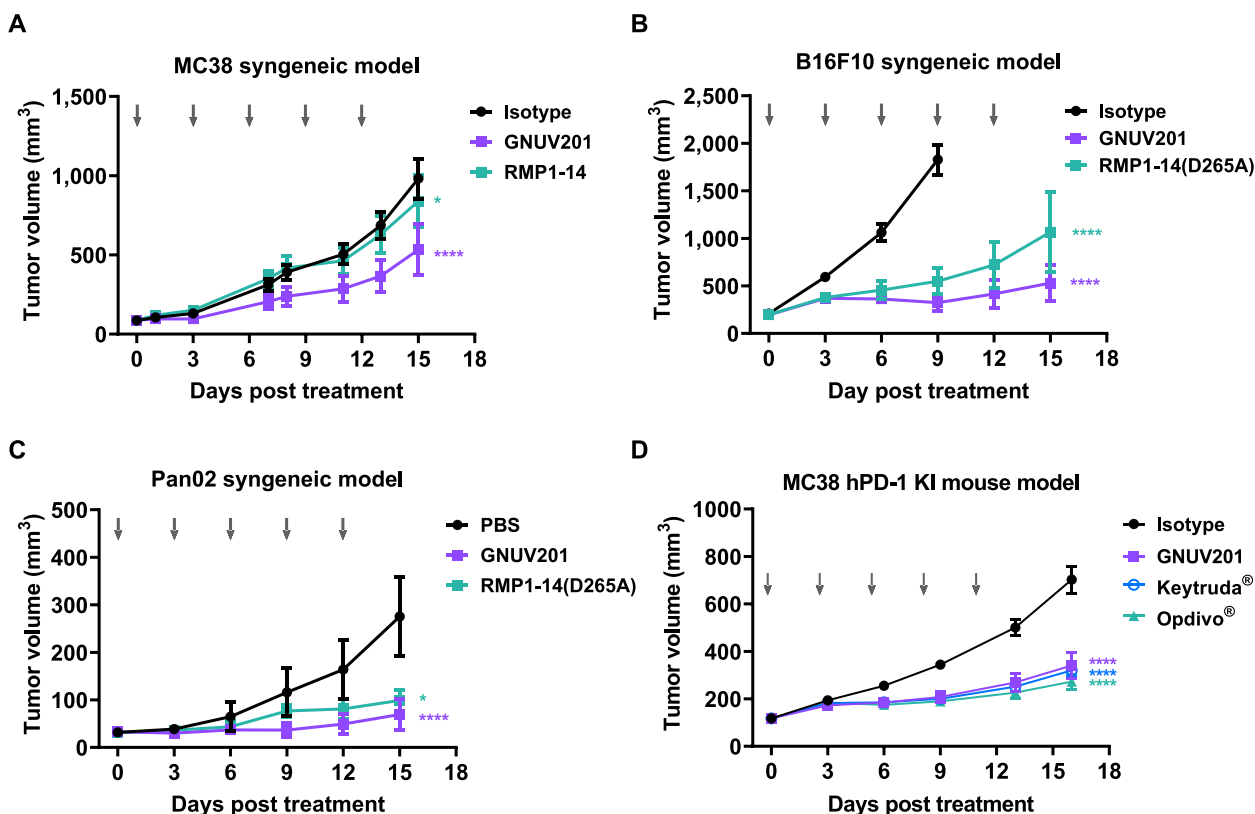 A
MC38 syngeneic model
Tumor volume (mm³)
1,500
1,000
500
0
0 3 6 9 12 15 18
Days post treatment
Isotype
GNUV201
RMP1-14
*
****
B
B16F10 syngeneic model
Tumor volume (mm³)
2,500
2,000
1,500
1,000
500
0
0 3 6 9 12 15 18
Day post treatment
Isotype
GNUV201
RMP1-14(D265A)
****
****
C
Pan02 syngeneic model
Tumor volume (mm³)
500
400
300
200
100
0
0 3 6 9 12 15 18
Days post treatment
PBS
GNUV201
RMP1-14(D265A)
*
****
D
MC38 hPD-1 KI mouse model
Tumor volume (mm³)
1000
800
600
400
200
0
0 3 6 9 12 15 18
Days post treatment
Isotype
GNUV201
Keytruda®
Opdivo®
****
****
****